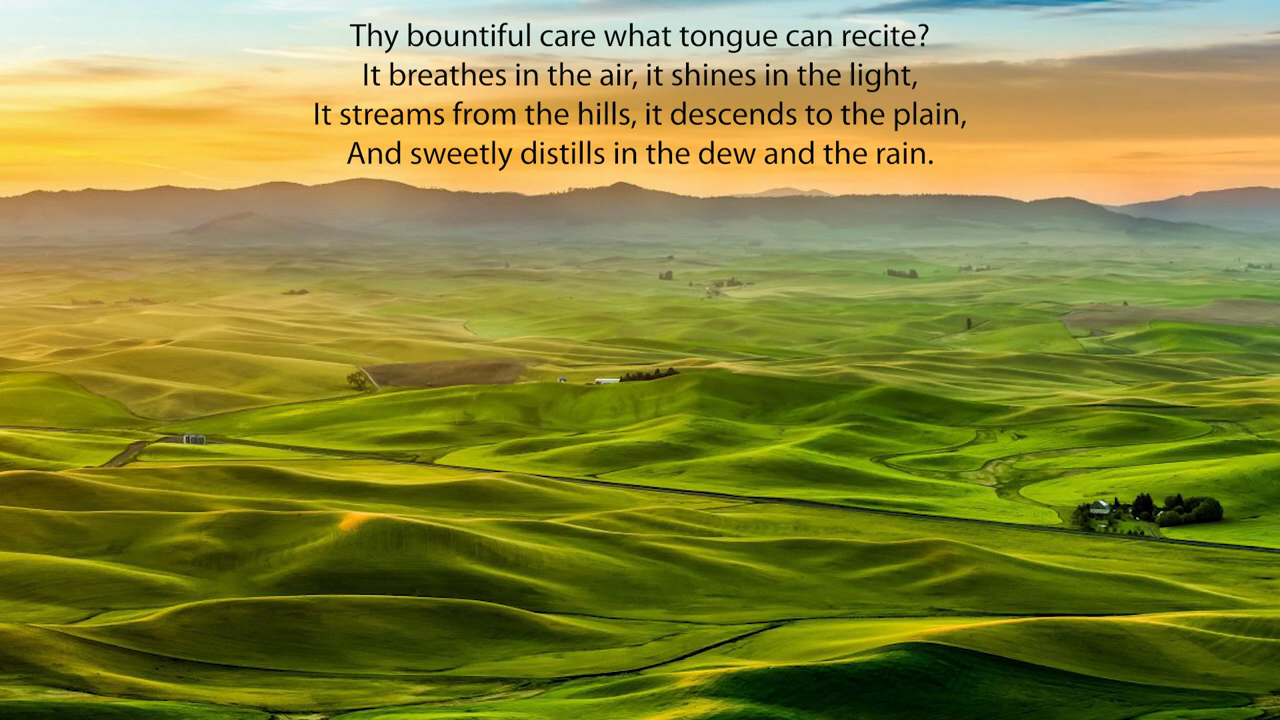 Thy bountiful care what tongue can recite?
It breathes in the air, it shines in the light,
It streams from the hills, it descends to the plain,
And sweetly distills in the dew and the rain.